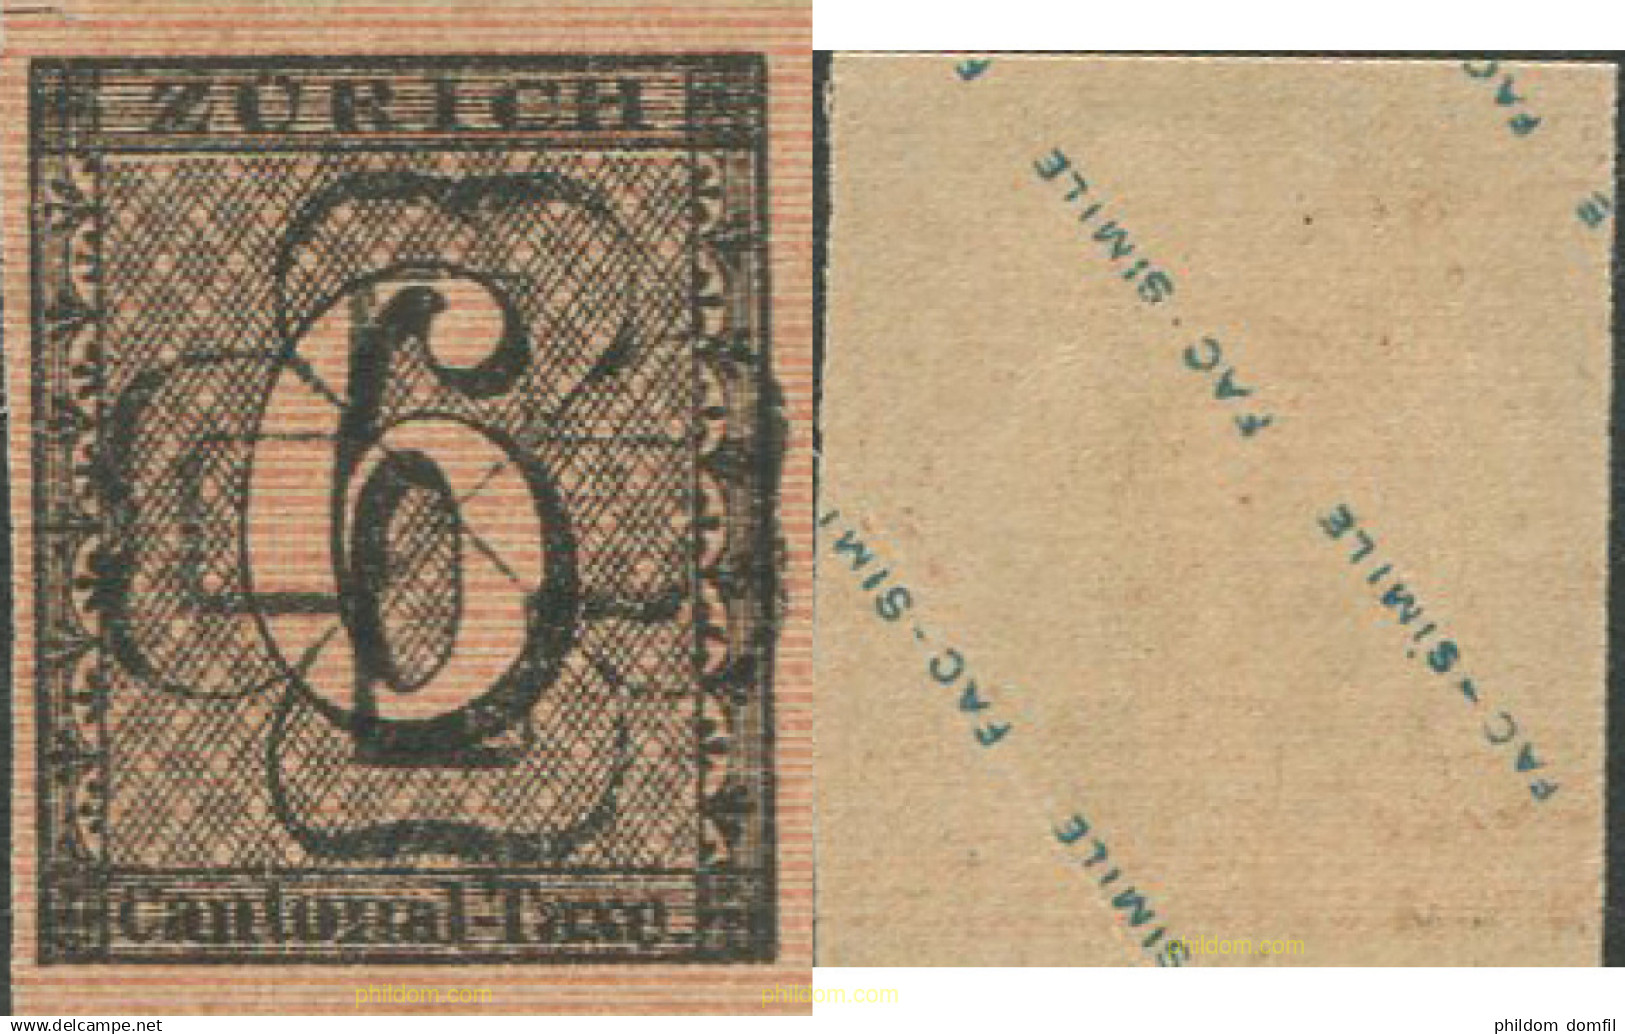 ZÜRICH
6
Cantonal-Taxe
F
FAC
E
FAC-SIMILE
FAC-SIMI
FAC-SIMILE
SIMILE
phildom.com
phildom.com
phildom.com
www.delcampe.net
phildom domfil